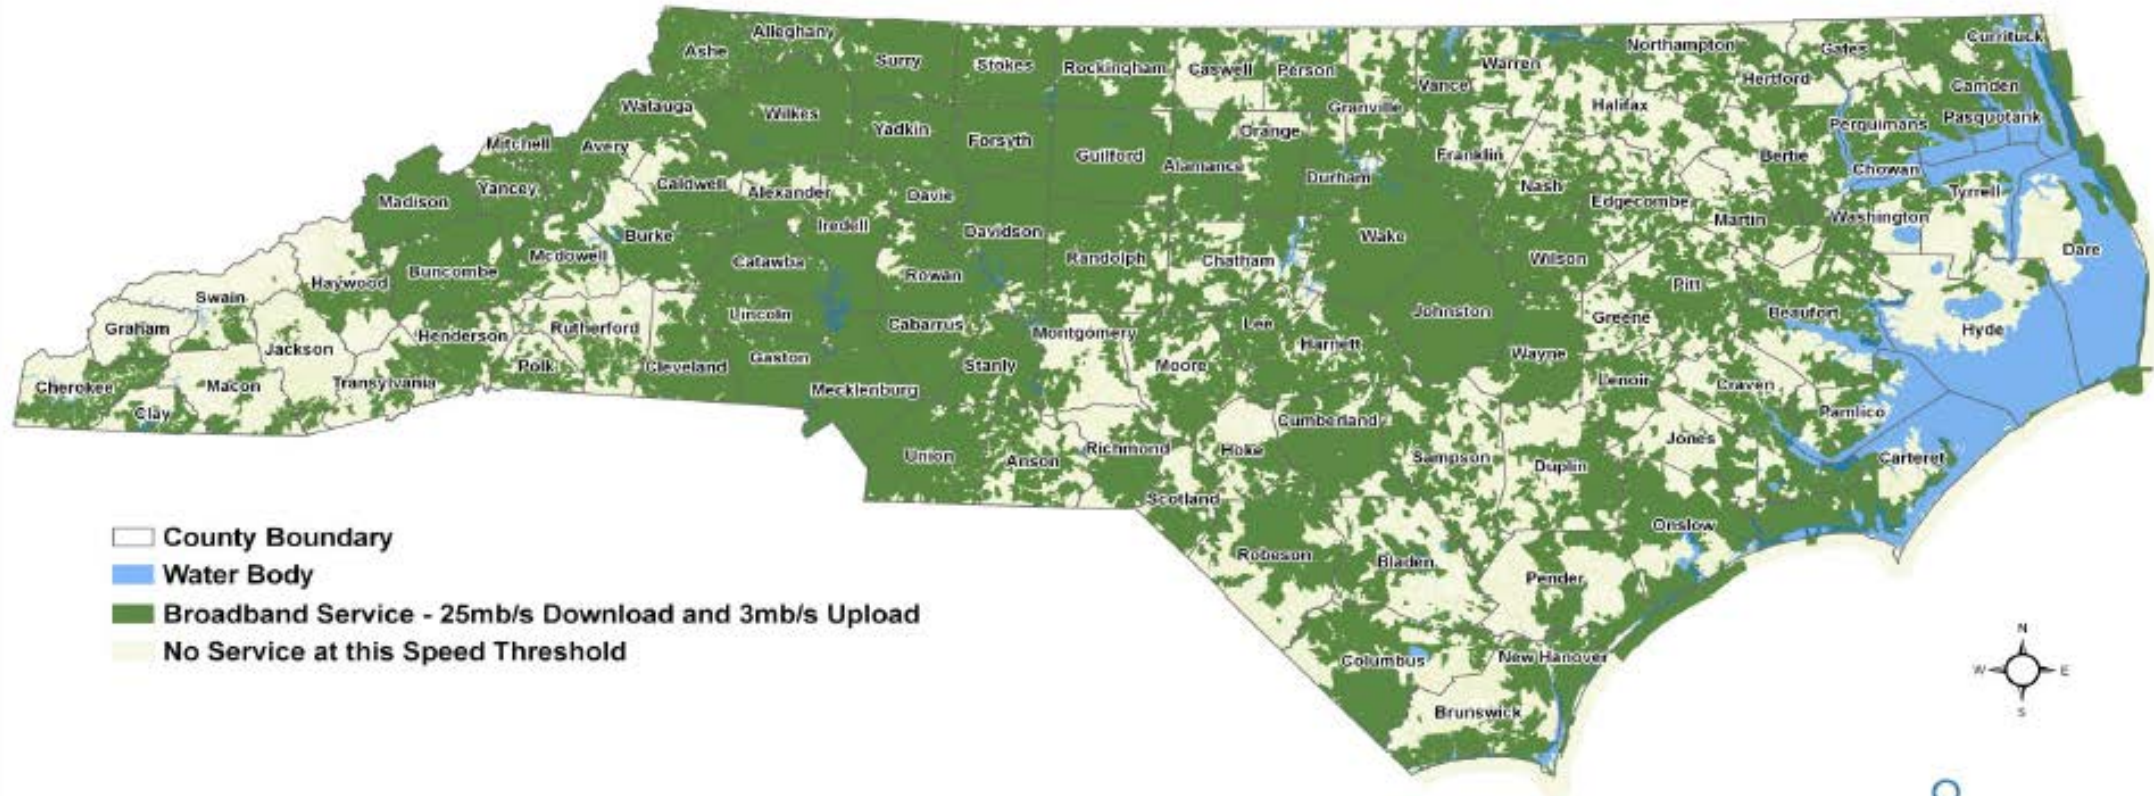 Alleghany
Ashe
Surry
Stokes
Rockingham
Caswell
Person
Vance
Warren
Northampton
Gates
Currituck
Hertford
Camden
Watauga
Wilkes
Yadkin
Forsyth
Guilford
Alamance
Orange
Granville
Halifax
Perquimans
Pasquotank
Mitchell
Avery
Caldwell
Alexander
Davie
Durham
Franklin
Nash
Edgecombe
Bertie
Chowan
Madison
Yancey
Iredell
Davidson
Randolph
Chatham
Wake
Wilson
Martin
Washington
Tyrrell
Dare
Burke
Mcdowell
Buncombe
Haywood
Catawba
Rowan
Swain
Graham
Jackson
Henderson
Rutherford
Lincoln
Cabarrus
Montgomery
Lee
Harnett
Johnston
Greene
Pitt
Beaufort
Hyde
Cherokee
Clay
Macon
Transylvania
Polk
Cleveland
Gaston
Mecklenburg
Stanly
Moore
Wayne
Lenoir
Craven
Pamlico
Union
Anson
Richmond
Hoke
Cumberland
Sampson
Duplin
Jones
Carteret
Scotland
Robeson
Bladen
Pender
Onslow
Columbus
New Hanover
Brunswick
County Boundary
Water Body
Broadband Service - 25mb/s Download and 3mb/s Upload
No Service at this Speed Threshold
N
W
E
S